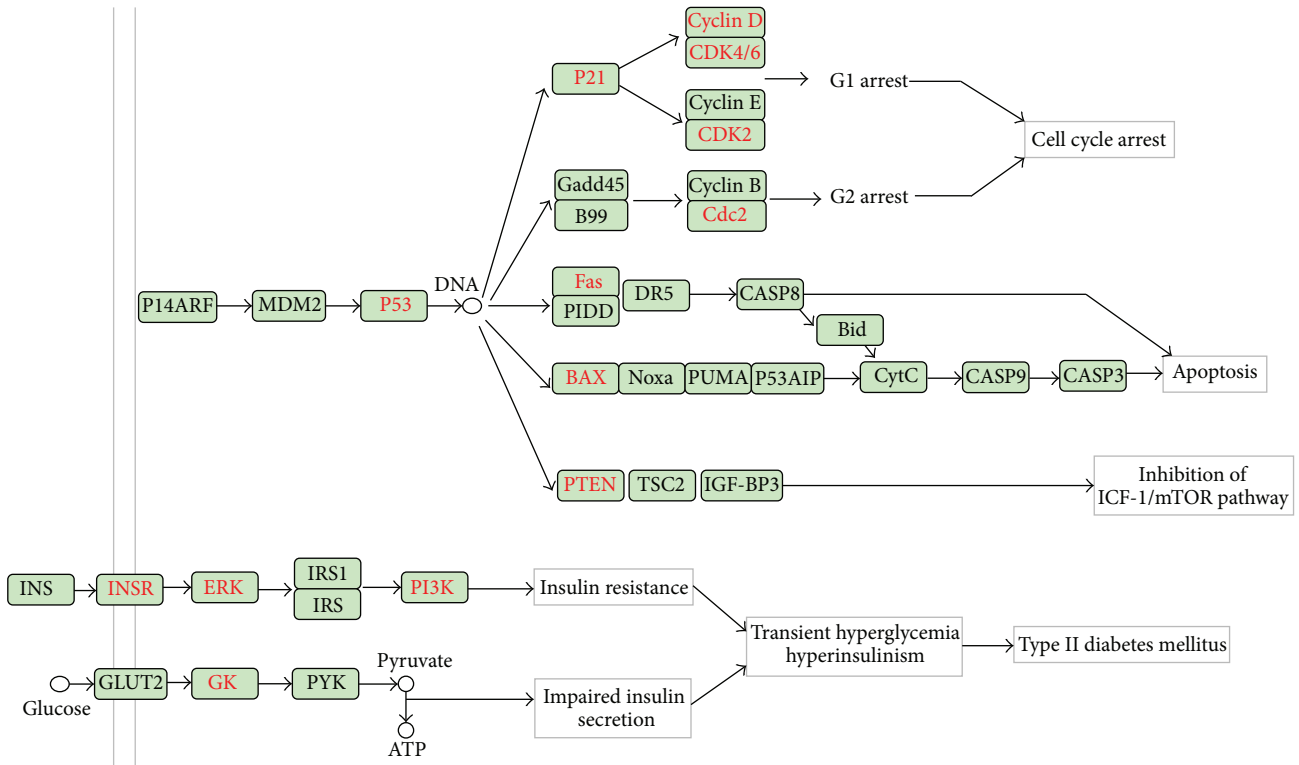 Cyclin D
CDK4/6
P21
G1 arrest
Cyclin E
CDK2
Cell cycle arrest
Gadd45
B99
Cyclin B
Cdc2
G2 arrest
DNA
P14ARF
MDM2
P53
Fas
PIDD
DR5
CASP8
Bid
BAX
Noxa
PUMA
P53AIP
CytC
CASP9
CASP3
Apoptosis
PTEN
TSC2
IGF-BP3
Inhibition of
ICF-1/mTOR pathway
INS
INSR
ERK
IRS1
IRS
PI3K
Insulin resistance
Transient hyperglycemia
hyperinsulinism
Type II diabetes mellitus
Glucose
GLUT2
GK
PYK
Pyruvate
ATP
Impaired insulin
secretion